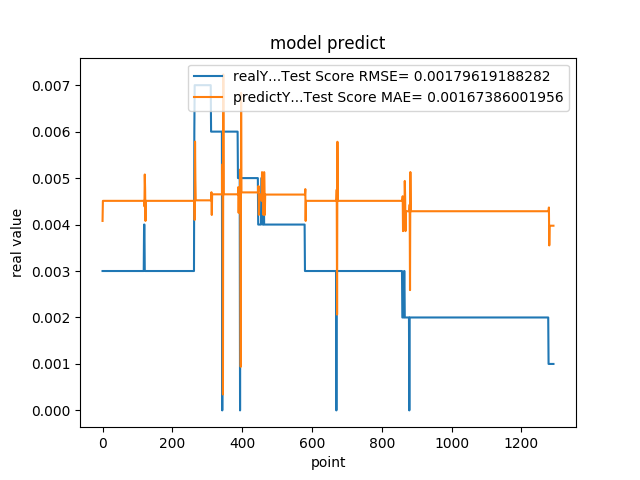 model predict
realY...Test Score RMSE= 0.00179619188282
predictY...Test Score MAE= 0.00167386001956
real value
0.007
0.006
0.005
0.004
0.003
0.002
0.001
0.000
0 200 400 600 800 1000 1200
point